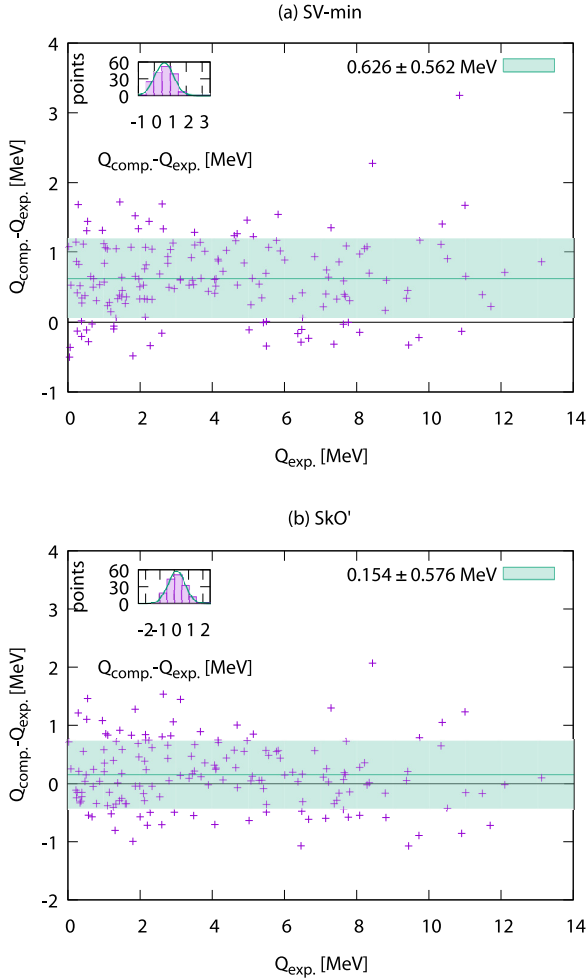 (a) SV-min
4
3
2
1
0
-1
0 2 4 6 8 10 12 14
Q_comp.-Q_exp. [MeV]
Q_exp. [MeV]
0.626 ± 0.562 MeV
points
60
30
0
-1 0 1 2 3
Q_comp.-Q_exp. [MeV]
(b) SkO'
4
3
2
1
0
-1
-2
0 2 4 6 8 10 12 14
Q_comp.-Q_exp. [MeV]
Q_exp. [MeV]
0.154 ± 0.576 MeV
points
60
30
0
-2 -1 0 1 2
Q_comp.-Q_exp. [MeV]